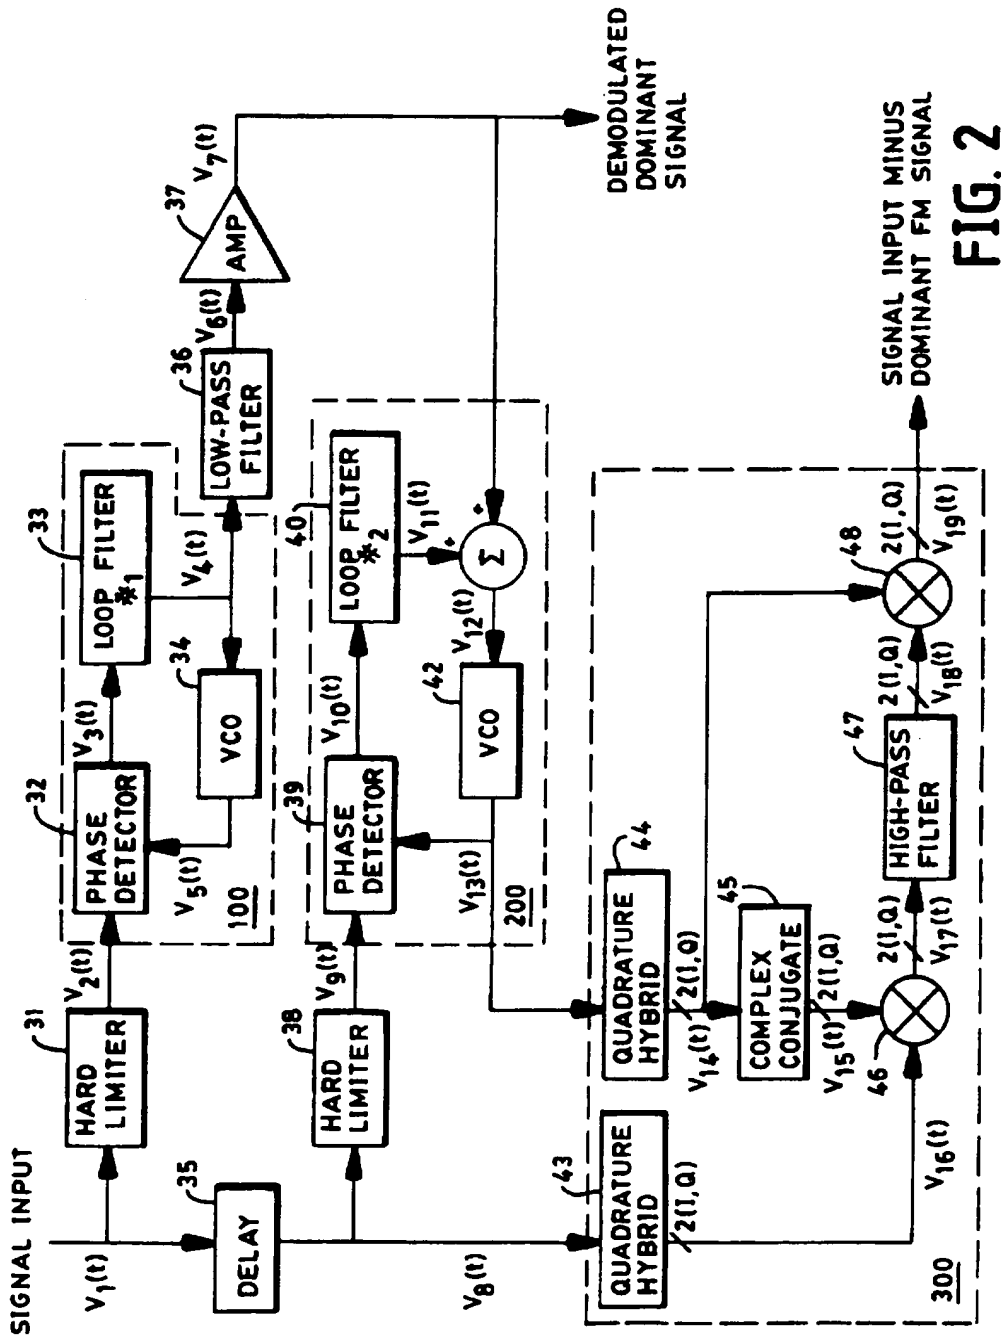 SIGNAL INPUT
V1(t)
31
HARD
LIMITER
V2(t)
32
PHASE
DETECTOR
V3(t)
33
LOOP FILTER
*1
V4(t)
34
VCO
V5(t)
100
36
LOW-PASS
FILTER
V6(t)
37
AMP
V7(t)
DEMODULATED
DOMINANT
SIGNAL
35
DELAY
V8(t)
38
HARD
LIMITER
V9(t)
39
PHASE
DETECTOR
V10(t)
40
LOOP FILTER
*2
V11(t)
+
+
Σ
V12(t)
42
VCO
V13(t)
200
43
QUADRATURE
HYBRID
2(I,Q)
V16(t)
44
QUADRATURE
HYBRID
V14(t)
2(I,Q)
45
COMPLEX
CONJUGATE
V15(t)
2(I,Q)
46
2(I,Q)
V17(t)
47
HIGH-PASS
FILTER
2(I,Q)
V18(t)
48
2(I,Q)
V19(t)
300
SIGNAL INPUT MINUS
DOMINANT FM SIGNAL
FIG. 2